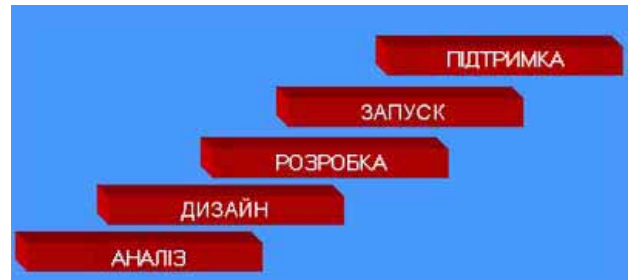 ПІДТРИМКА
ЗАПУСК
РОЗРОБКА
ДИЗАЙН
АНАЛІЗ